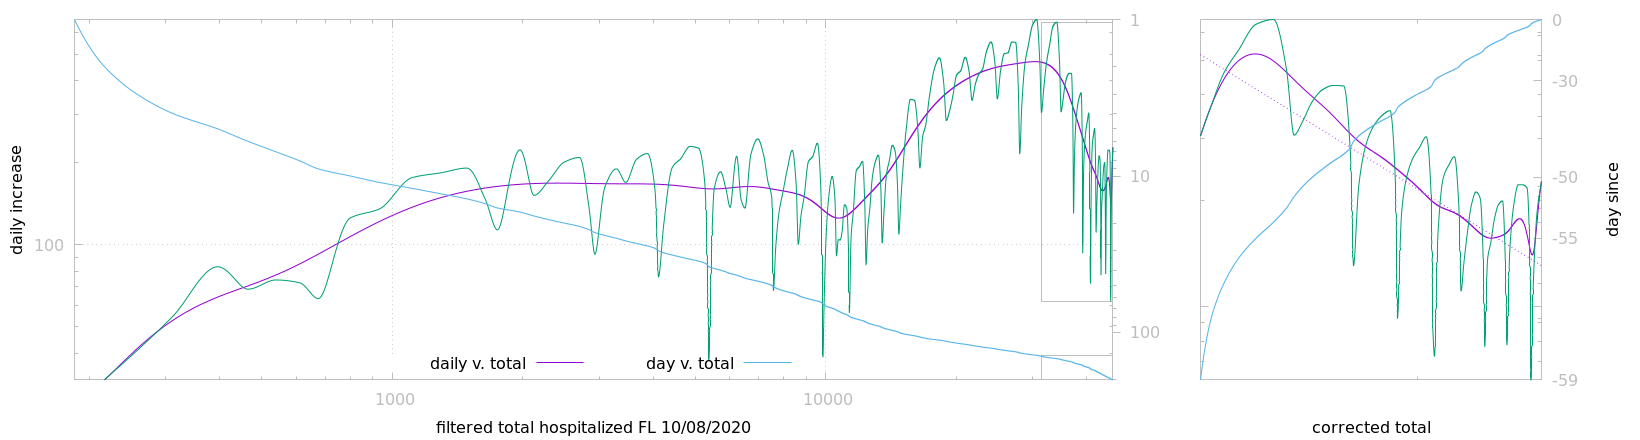 daily increase
100
1000
10000
1
10
100
daily v. total
day v. total
filtered total hospitalized FL 10/08/2020
0
-30
-50
-55
-59
day since
corrected total